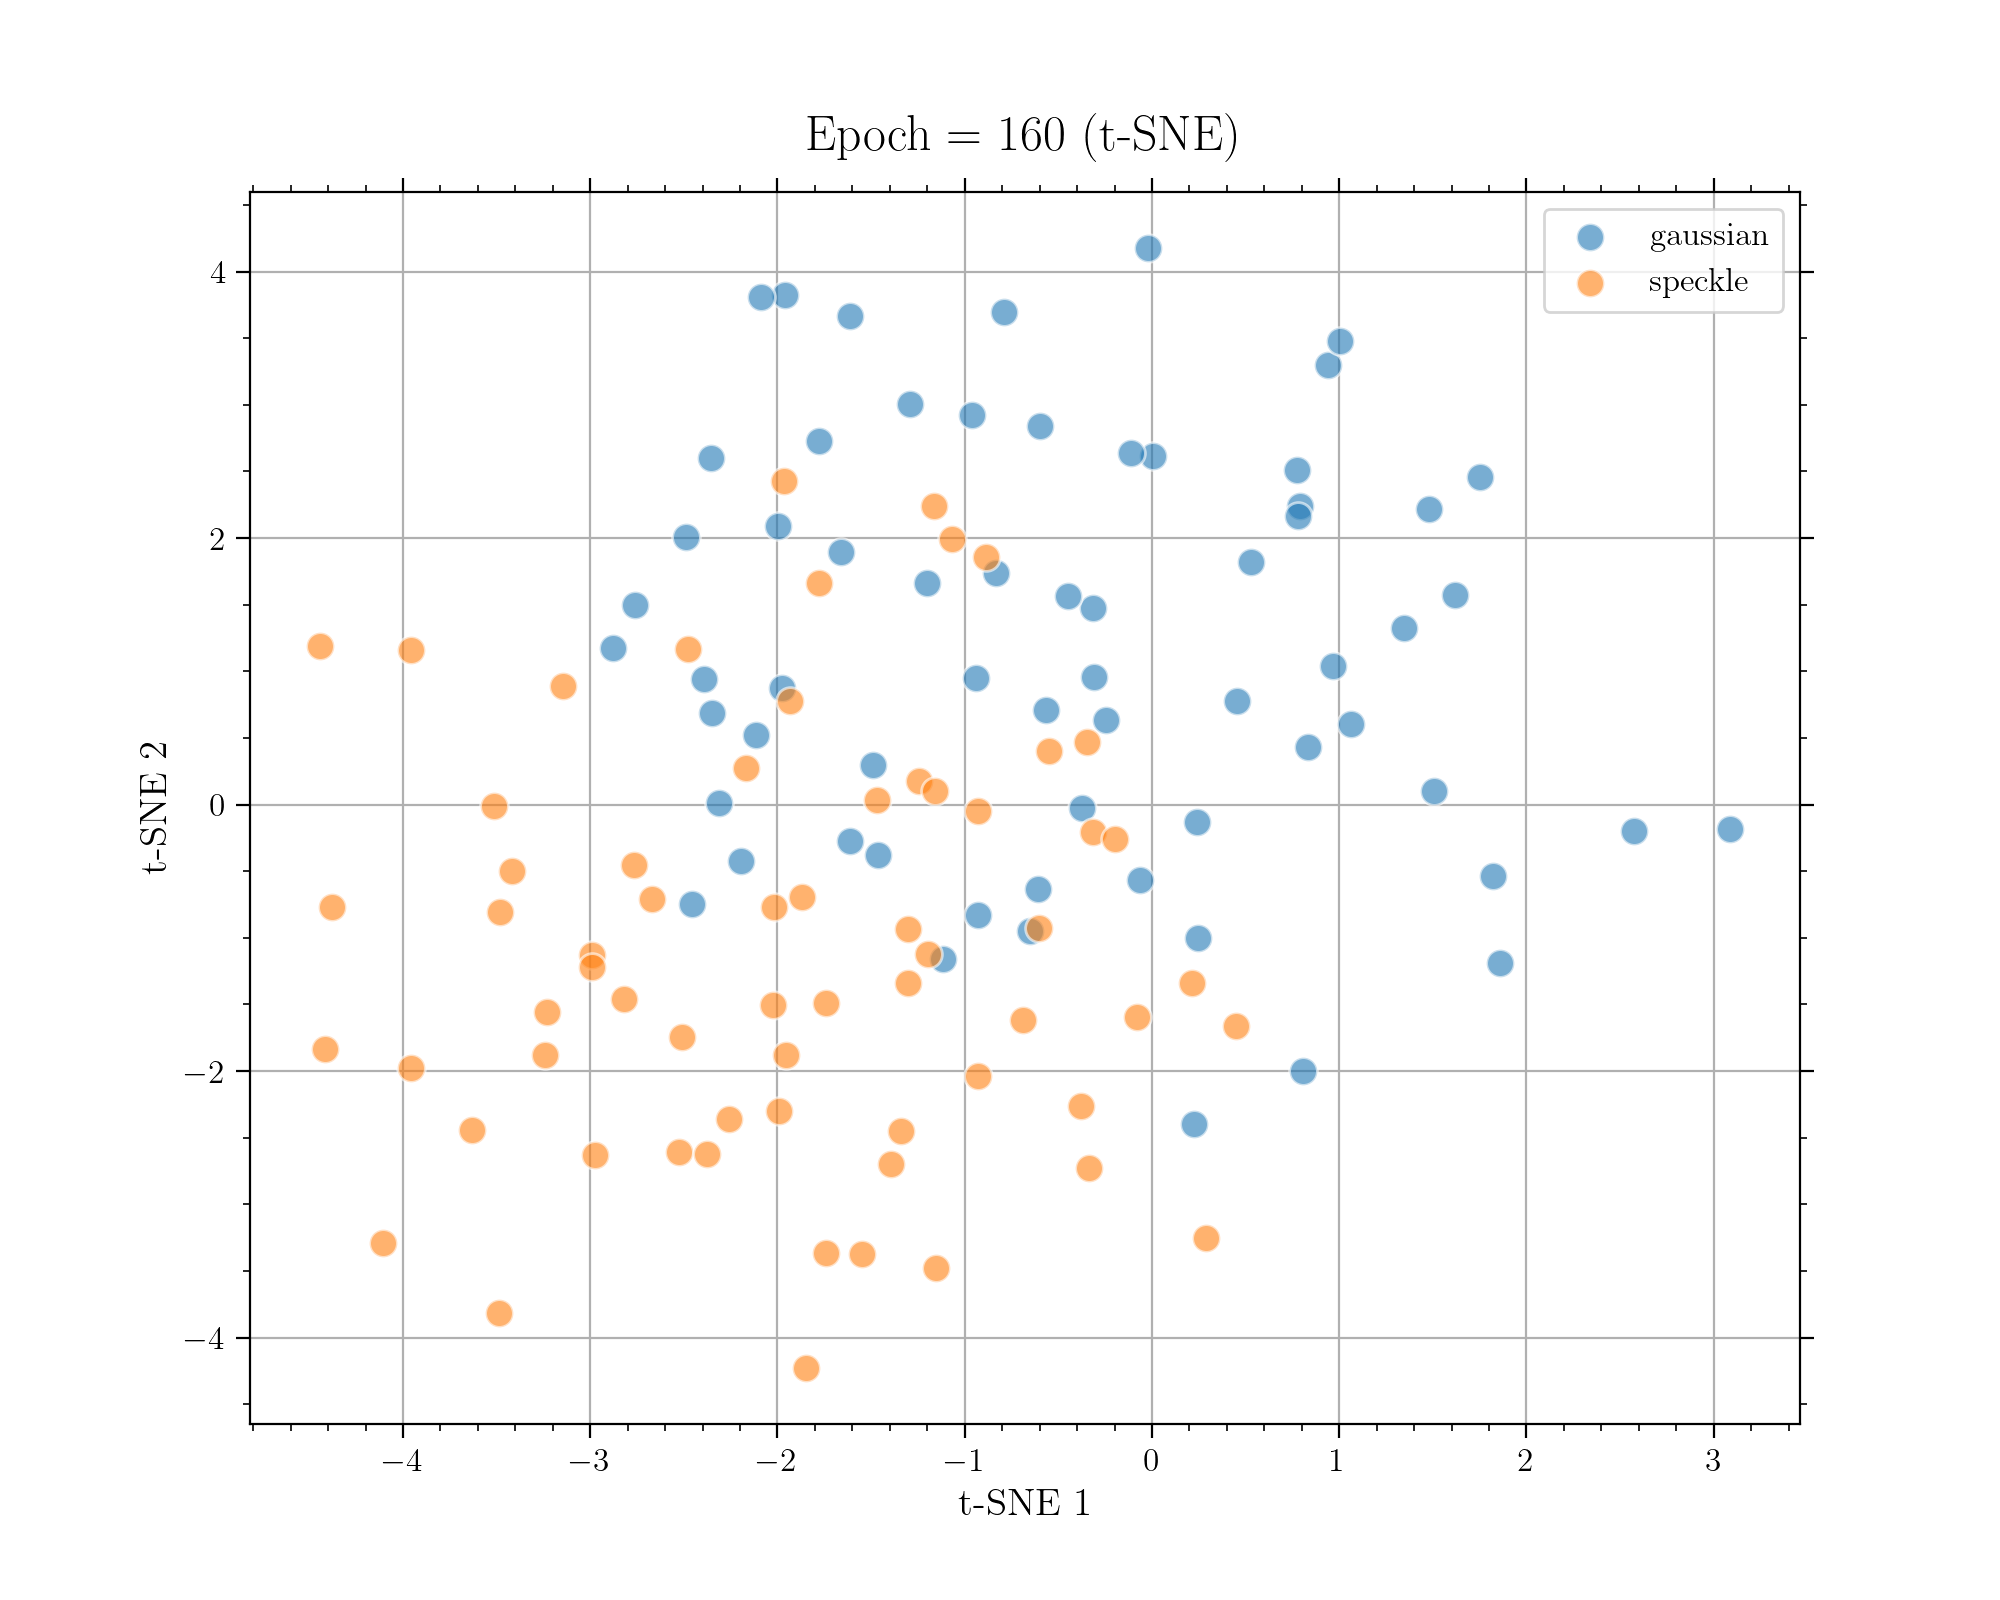 Epoch = 160 (t-SNE)
gaussian
speckle
4
2
0
−2
−4
t-SNE 2
−4 −3 −2 −1 0 1 2 3
t-SNE 1